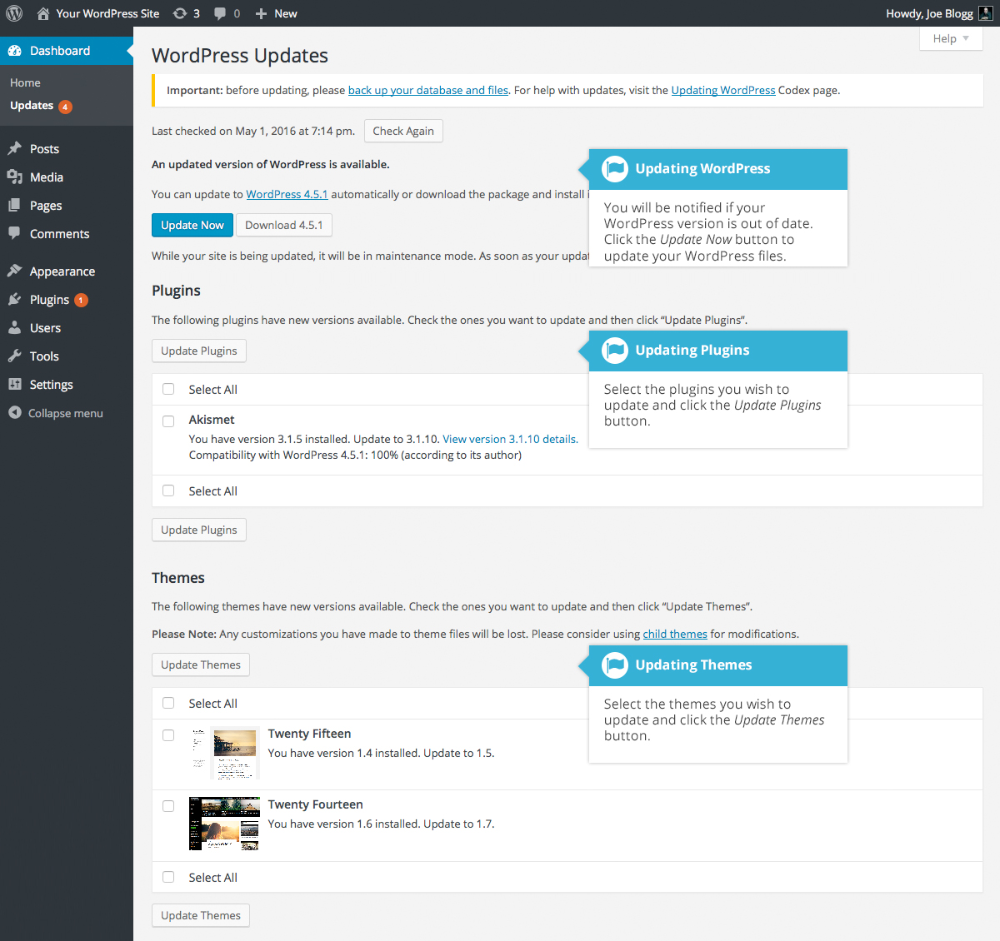 Your WordPress Site 3 0 New Howdy, Joe Blogg
Help
Dashboard
Home
Updates 4
Posts
Media
Pages
Comments
Appearance
Plugins 1
Users
Tools
Settings
Collapse menu
WordPress Updates
Important: before updating, please back up your database and files. For help with updates, visit the Updating WordPress Codex page.
Last checked on May 1, 2016 at 7:14 pm. Check Again
An updated version of WordPress is available.
You can update to WordPress 4.5.1 automatically or download the package and install
Update Now Download 4.5.1
While your site is being updated, it will be in maintenance mode. As soon as your
Updating WordPress
You will be notified if your
WordPress version is out of date.
Click the Update Now button to
update your WordPress files.
Plugins
The following plugins have new versions available. Check the ones you want to update and then click “Update Plugins”.
Update Plugins
Updating Plugins
Select the plugins you wish to
update and click the Update Plugins
button.
Select All
Akismet
You have version 3.1.5 installed. Update to 3.1.10. View version 3.1.10 details.
Compatibility with WordPress 4.5.1: 100% (according to its author)
Select All
Update Plugins
Themes
The following themes have new versions available. Check the ones you want to update and then click “Update Themes”.
Please Note: Any customizations you have made to theme files will be lost. Please consider using child themes for modifications.
Update Themes
Updating Themes
Select the themes you wish to
update and click the Update Themes
button.
Select All
Twenty Fifteen
You have version 1.4 installed. Update to 1.5.
Twenty Fourteen
You have version 1.6 installed. Update to 1.7.
Select All
Update Themes